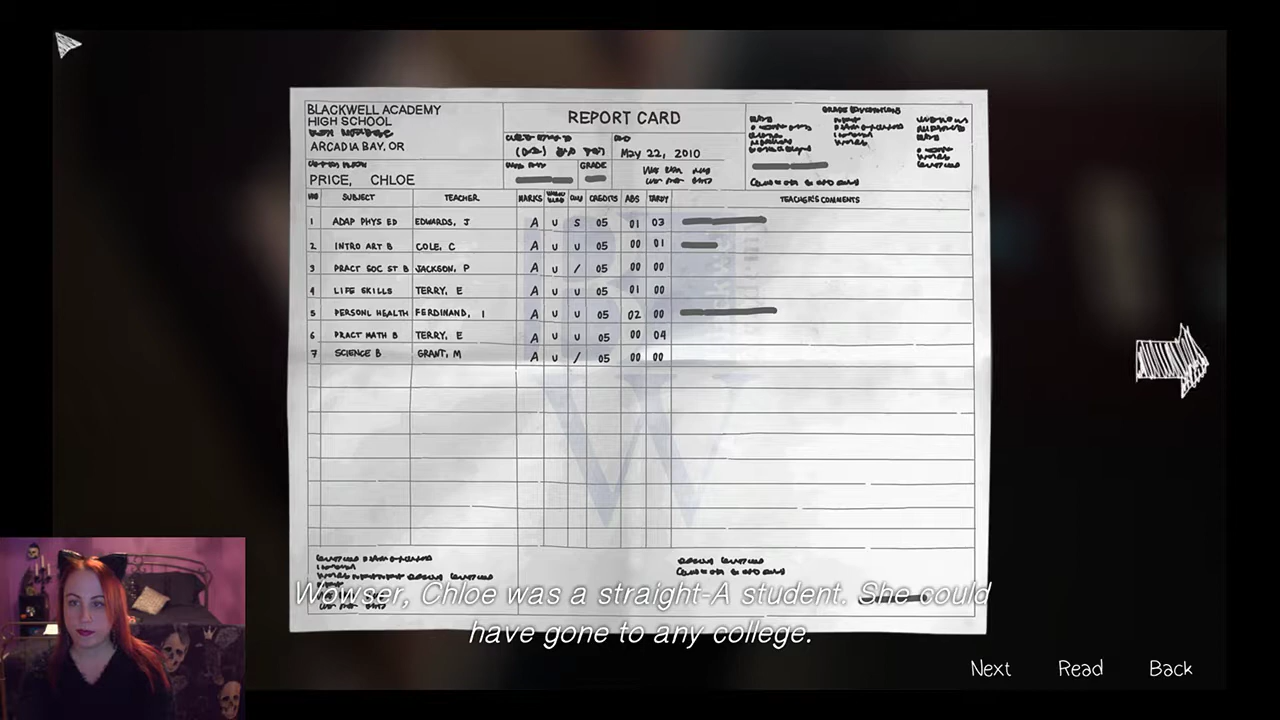 BLACKWELL ACADEMY
HIGH SCHOOL
ARCADIA BAY, OR
REPORT CARD
May 22, 2010
GRADE
PRICE, CHLOE
SUBJECT TEACHER MARKS CREDITS ABS TARDY TEACHER'S COMMENTS
1 ADAP PHYS ED EDWARDS, J A U S 05 01 03
2 INTRO ART B COLE, C A U U 05 00 01
3 PRACT SOC ST B JACKSON, P A U / 05 00 00
4 LIFE SKILLS TERRY, E A U U 05 01 00
5 PERSONL HEALTH FERDINAND, I A U U 05 02 00
6 PRACT MATH B TERRY, E A U U 05 00 04
7 SCIENCE B GRANT, M A U / 05 00 00
Wowser, Chloe was a straight-A student. She could
have gone to any college.
Next Read Back